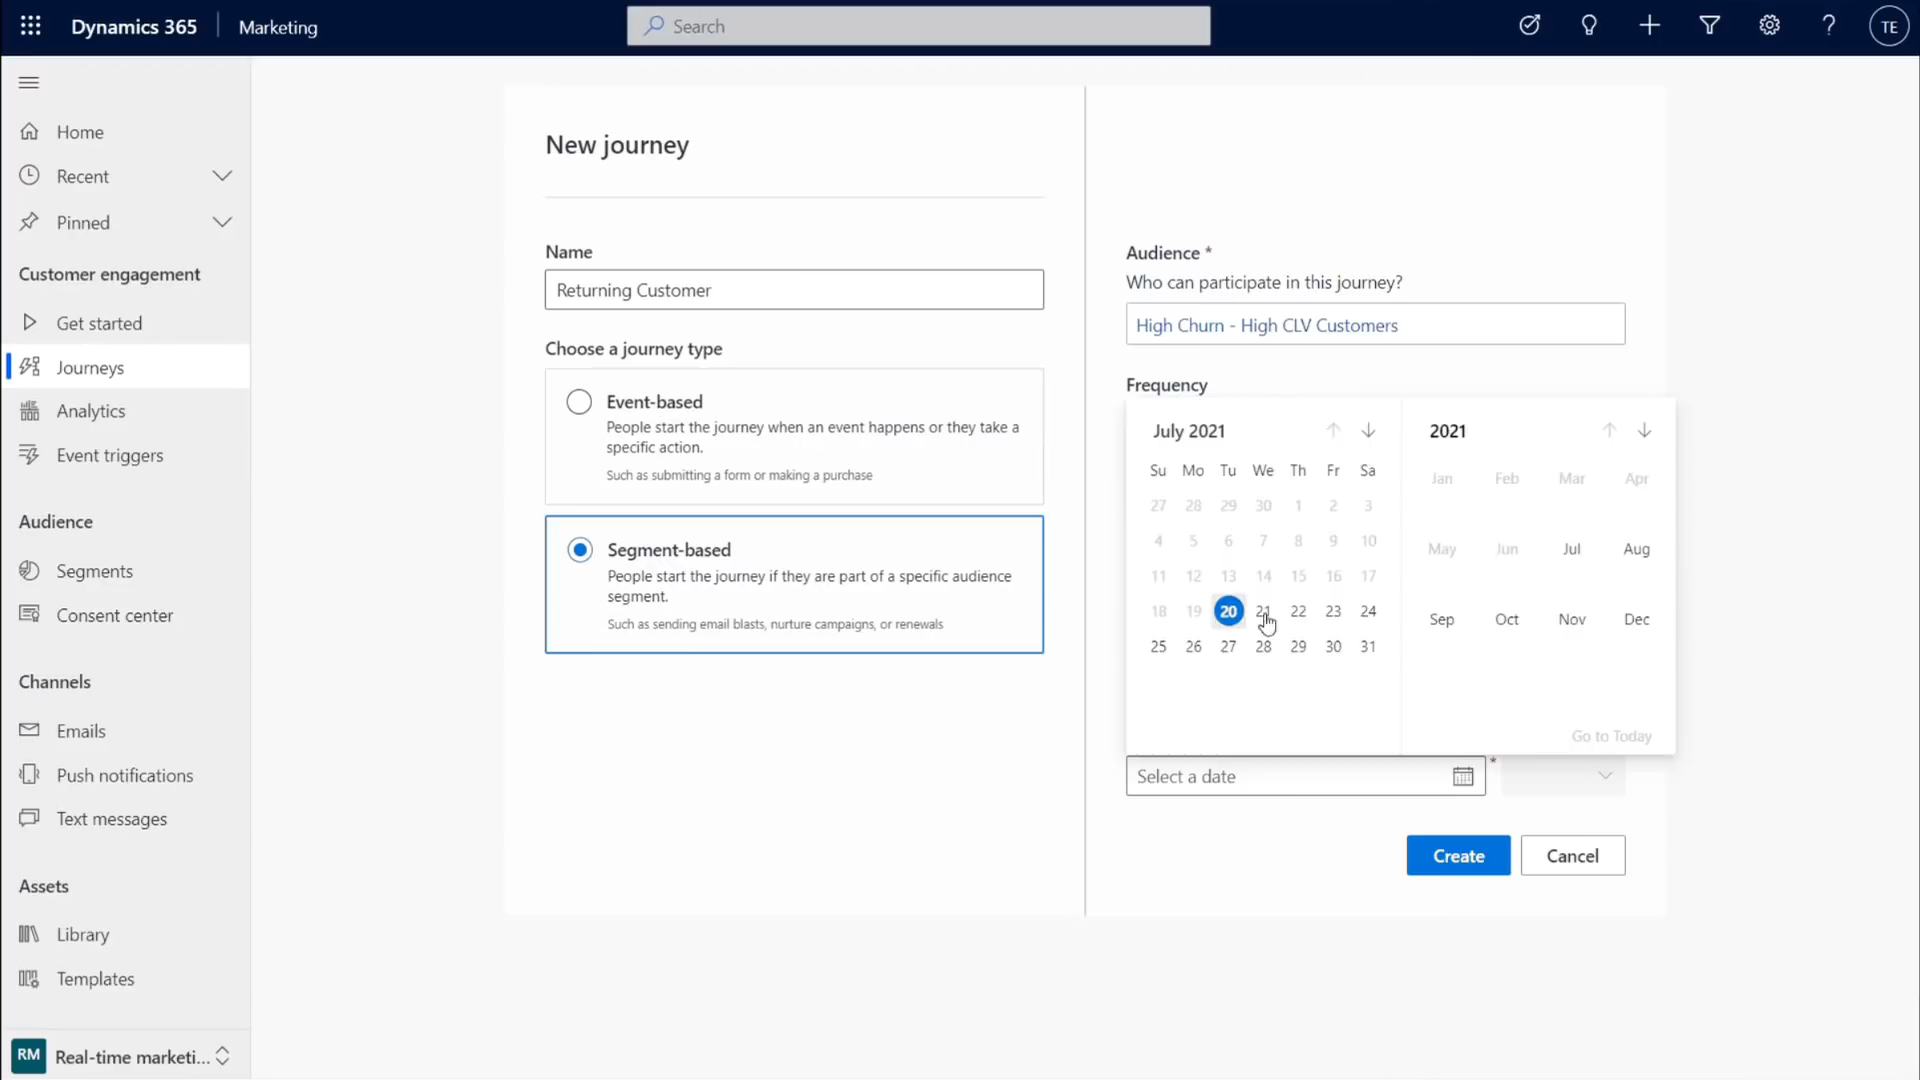 Dynamics 365
Marketing
Search
TE
Home
Recent
Pinned
Customer engagement
Get started
Journeys
Analytics
Event triggers
Audience
Segments
Consent center
Channels
Emails
Push notifications
Text messages
Assets
Library
Templates
RM
Real-time marketi...
New journey
Name
Returning Customer
Choose a journey type
Event-based
People start the journey when an event happens or they take a
specific action.
Such as submitting a form or making a purchase
Segment-based
People start the journey if they are part of a specific audience
segment.
Such as sending email blasts, nurture campaigns, or renewals
Audience *
Who can participate in this journey?
High Churn - High CLV Customers
Frequency
July 2021
Su Mo Tu We Th Fr Sa
27 28 29 30 1 2 3
4 5 6 7 8 9 10
11 12 13 14 15 16 17
18 19 20 21 22 23 24
25 26 27 28 29 30 31
2021
Jan Feb Mar Apr
May Jun Jul Aug
Sep Oct Nov Dec
Go to Today
Select a date
*
Create
Cancel